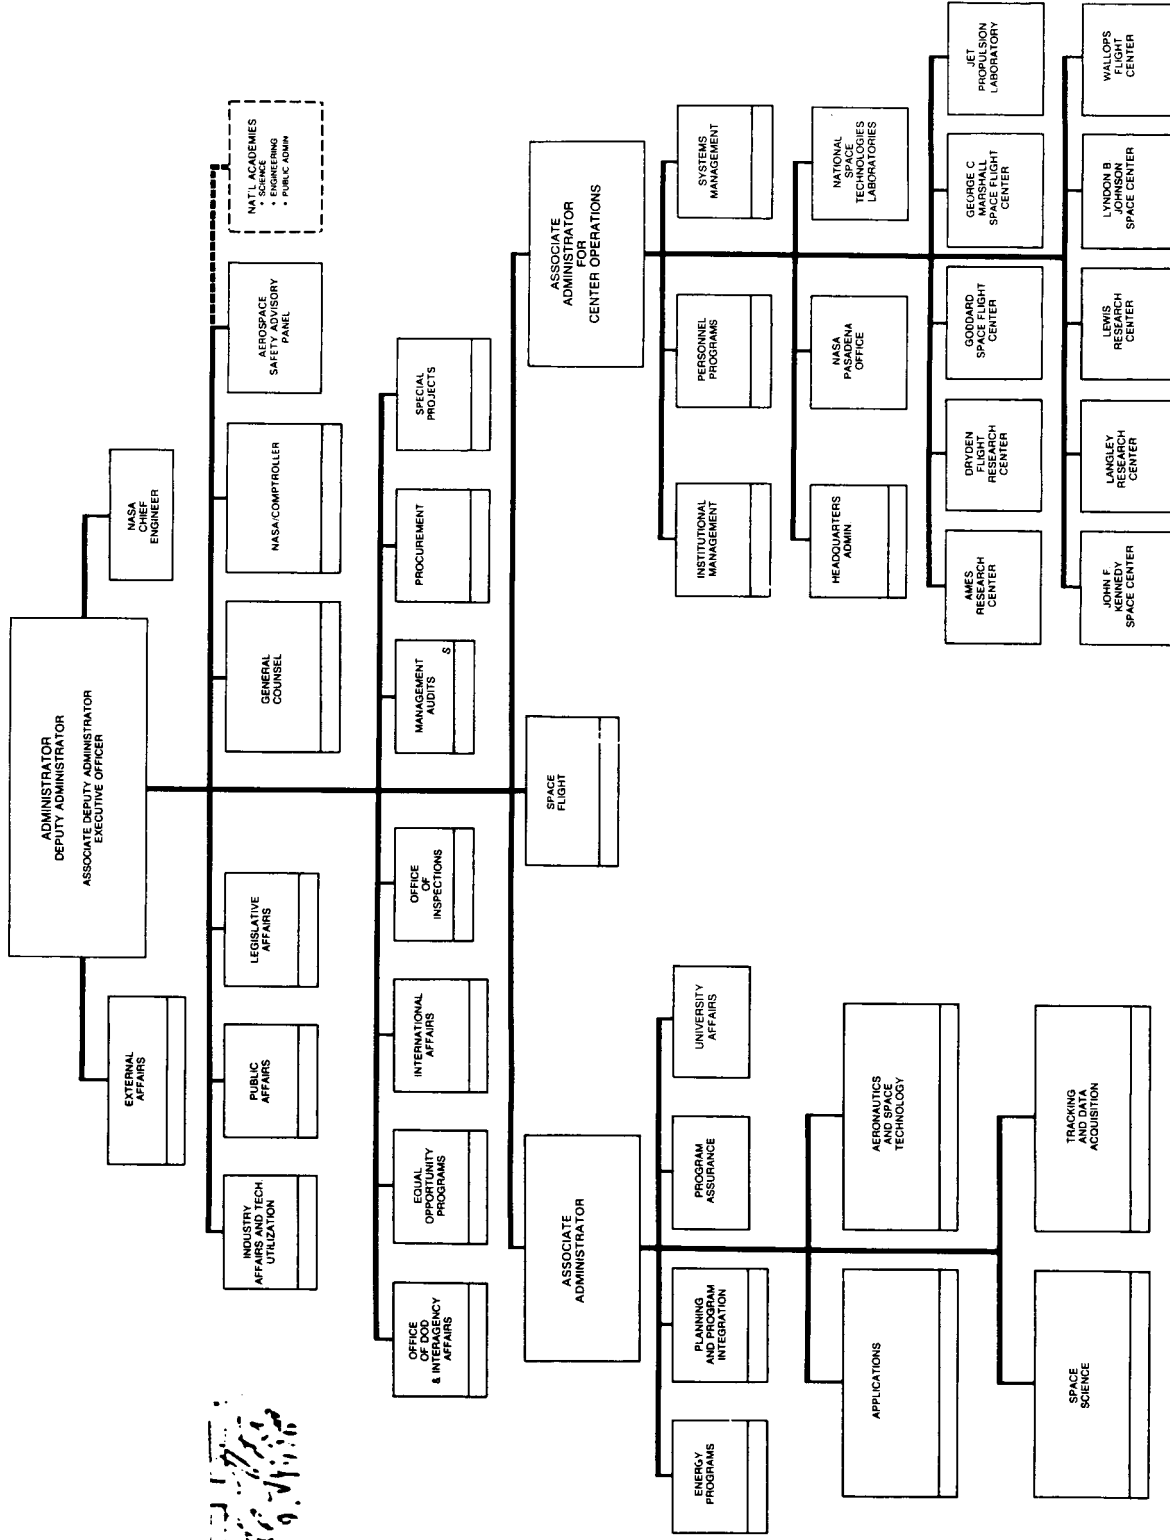 ADMINISTRATOR
DEPUTY ADMINISTRATOR
ASSOCIATE DEPUTY ADMINISTRATOR
EXECUTIVE OFFICER
EXTERNAL
AFFAIRS
NASA
CHIEF
ENGINEER
INDUSTRY
AFFAIRS AND TECH.
UTILIZATION
PUBLIC
AFFAIRS
LEGISLATIVE
AFFAIRS
GENERAL
COUNSEL
NASA/COMPTROLLER
AEROSPACE
SAFETY ADVISORY
PANEL
NAT'L ACADEMIES
• SCIENCE
• ENGINEERING
• PUBLIC ADMIN
OFFICE
OF DOD
& INTERAGENCY
AFFAIRS
EQUAL
OPPORTUNITY
PROGRAMS
INTERNATIONAL
AFFAIRS
OFFICE
OF
INSPECTIONS
MANAGEMENT
AUDITS
S
PROCUREMENT
SPECIAL
PROJECTS
ASSOCIATE
ADMINISTRATOR
SPACE
FLIGHT
ASSOCIATE
ADMINISTRATOR
FOR
CENTER OPERATIONS
ENERGY
PROGRAMS
PLANNING
AND PROGRAM
INTEGRATION
PROGRAM
ASSURANCE
UNIVERSITY
AFFAIRS
INSTITUTIONAL
MANAGEMENT
PERSONNEL
PROGRAMS
SYSTEMS
MANAGEMENT
APPLICATIONS
AERONAUTICS
AND SPACE
TECHNOLOGY
HEADQUARTERS
ADMIN.
NASA
PASADENA
OFFICE
NATIONAL
SPACE
TECHNOLOGIES
LABORATORIES
SPACE
SCIENCE
TRACKING
AND DATA
ACQUISITION
AMES
RESEARCH
CENTER
DRYDEN
FLIGHT
RESEARCH
CENTER
GODDARD
SPACE FLIGHT
CENTER
GEORGE C
MARSHALL
SPACE FLIGHT
CENTER
JET
PROPULSION
LABORATORY
JOHN F.
KENNEDY
SPACE CENTER
LANGLEY
RESEARCH
CENTER
LEWIS
RESEARCH
CENTER
LYNDON B
JOHNSON
SPACE CENTER
WALLOPS
FLIGHT
CENTER